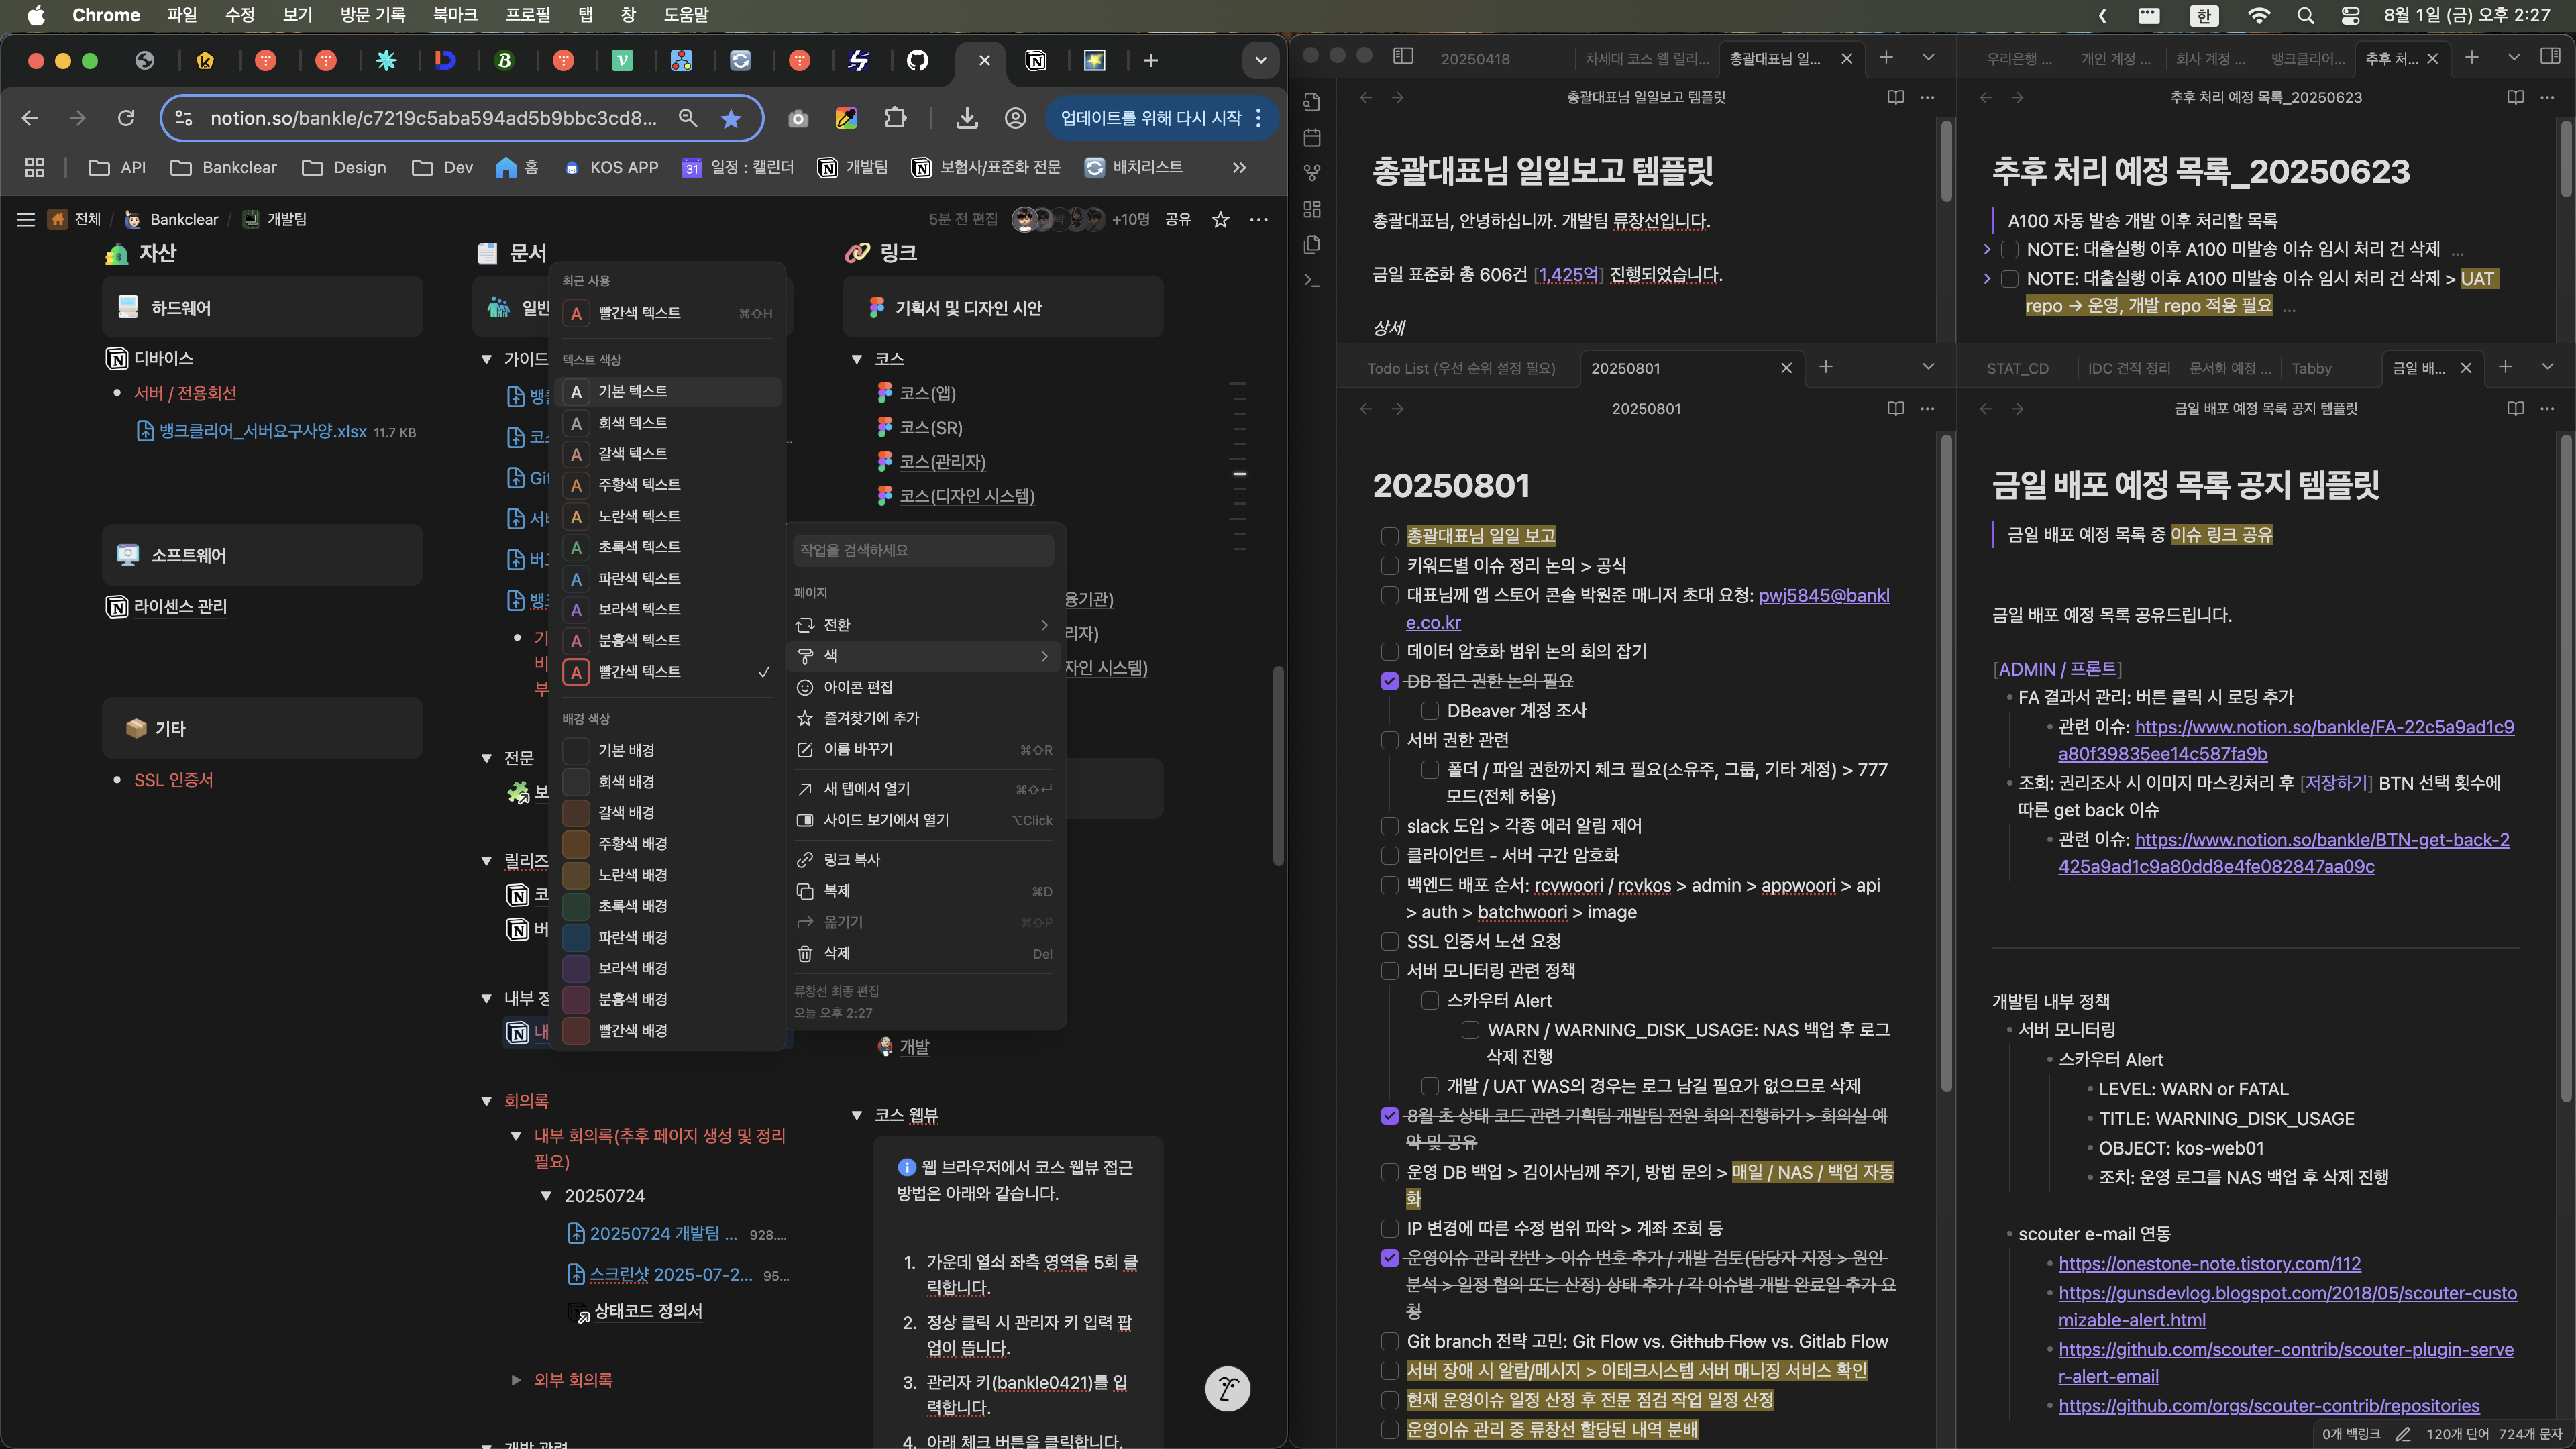 Chrome 파일 수정 보기 방문 기록 북마크 프로필 탭 창 도움말
한 8월 1일 (금) 오후 2:27
notion.so/bankle/c7219c5aba594ad5b9bbc3cd8...
업데이트를 위해 다시 시작
API Bankclear Design Dev 홈 KOS APP 일정 : 캘린더 개발팀 보험사/표준화 전문 배치리스트
전체 / Bankclear / 개발팀
5분 전 편집 +10명 공유
자산
하드웨어
디바이스
서버 / 전용회선
뱅크클리어_서버요구사양.xlsx 11.7 KB
소프트웨어
라이센스 관리
기타
SSL 인증서
문서
일반
가이드
뱅클
코스
Git
서버
버그
뱅크
전문
릴리즈
내부 정
회의록
내부 회의록(추후 페이지 생성 및 정리
필요)
20250724
20250724 개발팀 ... 928....
스크린샷 2025-07-2... 95...
상태코드 정의서
외부 회의록
개발 관련
최근 사용
A 빨간색 텍스트 ⌘⇧H
텍스트 색상
A 기본 텍스트
A 회색 텍스트
A 갈색 텍스트
A 주황색 텍스트
A 노란색 텍스트
A 초록색 텍스트
A 파란색 텍스트
A 보라색 텍스트
A 분홍색 텍스트
A 빨간색 텍스트
배경 색상
기본 배경
회색 배경
갈색 배경
주황색 배경
노란색 배경
초록색 배경
파란색 배경
보라색 배경
분홍색 배경
빨간색 배경
작업을 검색하세요
페이지
전환
색
아이콘 편집
즐겨찾기에 추가
이름 바꾸기 ⌘⇧R
새 탭에서 열기 ⌘⇧↵
사이드 보기에서 열기 ⌥Click
링크 복사
복제 ⌘D
옮기기 ⌘⇧P
삭제 Del
류창선 최종 편집
오늘 오후 2:27
링크
기획서 및 디자인 시안
코스
코스(앱)
코스(SR)
코스(관리자)
코스(디자인 시스템)
융기관)
리자)
자인 시스템)
개발
코스 웹뷰
웹 브라우저에서 코스 웹뷰 접근
방법은 아래와 같습니다.
1. 가운데 열쇠 좌측 영역을 5회 클
릭합니다.
2. 정상 클릭 시 관리자 키 입력 팝
업이 뜹니다.
3. 관리자 키(bankle0421)를 입
력합니다.
4. 아래 체크 버튼을 클릭합니다.
20250418 차세대 코스 웹 릴리... 총괄대표님 일...
총괄대표님 일일보고 템플릿
총괄대표님 일일보고 템플릿
총괄대표님, 안녕하십니까. 개발팀 류창선입니다.
금일 표준화 총 606건 [1,425억] 진행되었습니다.
상세
우리은행 ... 개인 계정 ... 회사 계정 ... 뱅크클리어... 추후 처...
추후 처리 예정 목록_20250623
추후 처리 예정 목록_20250623
A100 자동 발송 개발 이후 처리할 목록
NOTE: 대출실행 이후 A100 미발송 이슈 임시 처리 건 삭제 ...
NOTE: 대출실행 이후 A100 미발송 이슈 임시 처리 건 삭제 > UAT
repo → 운영, 개발 repo 적용 필요 ...
Todo List (우선 순위 설정 필요) 20250801
20250801
20250801
총괄대표님 일일 보고
키워드별 이슈 정리 논의 > 공식
대표님께 앱 스토어 콘솔 박원준 매니저 초대 요청: pwj5845@bankl
e.co.kr
데이터 암호화 범위 논의 회의 잡기
DB 접근 권한 논의 필요
DBeaver 계정 조사
서버 권한 관련
폴더 / 파일 권한까지 체크 필요(소유주, 그룹, 기타 계정) > 777
모드(전체 허용)
slack 도입 > 각종 에러 알림 제어
클라이언트 - 서버 구간 암호화
백엔드 배포 순서: rcvwoori / rcvkos > admin > appwoori > api
> auth > batchwoori > image
SSL 인증서 노션 요청
서버 모니터링 관련 정책
스카우터 Alert
WARN / WARNING_DISK_USAGE: NAS 백업 후 로그
삭제 진행
개발 / UAT WAS의 경우는 로그 남길 필요가 없으므로 삭제
8월 초 상태 코드 관련 기획팀 개발팀 전원 회의 진행하기 > 회의실 예
약 및 공유
운영 DB 백업 > 김이사님께 주기, 방법 문의 > 매일 / NAS / 백업 자동
화
IP 변경에 따른 수정 범위 파악 > 계좌 조회 등
운영이슈 관리 칸반 > 이슈 번호 추가 / 개발 검토(담당자 지정 > 원인
분석 > 일정 협의 또는 산정) 상태 추가 / 각 이슈별 개발 완료일 추가 요
청
Git branch 전략 고민: Git Flow vs. Github Flow vs. Gitlab Flow
서버 장애 시 알람/메시지 > 이테크시스템 서버 매니징 서비스 확인
현재 운영이슈 일정 산정 후 전문 점검 작업 일정 산정
운영이슈 관리 중 류창선 할당된 내역 분배
STAT_CD IDC 견적 정리 문서화 예정 ... Tabby 금일 배...
금일 배포 예정 목록 공지 템플릿
금일 배포 예정 목록 공지 템플릿
금일 배포 예정 목록 중 이슈 링크 공유
금일 배포 예정 목록 공유드립니다.
[ADMIN / 프론트]
FA 결과서 관리: 버튼 클릭 시 로딩 추가
관련 이슈: https://www.notion.so/bankle/FA-22c5a9ad1c9
a80f39835ee14c587fa9b
조회: 권리조사 시 이미지 마스킹처리 후 [저장하기] BTN 선택 횟수에
따른 get back 이슈
관련 이슈: https://www.notion.so/bankle/BTN-get-back-2
425a9ad1c9a80dd8e4fe082847aa09c
개발팀 내부 정책
서버 모니터링
스카우터 Alert
LEVEL: WARN or FATAL
TITLE: WARNING_DISK_USAGE
OBJECT: kos-web01
조치: 운영 로그를 NAS 백업 후 삭제 진행
scouter e-mail 연동
https://onestone-note.tistory.com/112
https://gunsdevlog.blogspot.com/2018/05/scouter-custo
mizable-alert.html
https://github.com/scouter-contrib/scouter-plugin-serve
r-alert-email
https://github.com/orgs/scouter-contrib/repositories
0개 백링크 120개 단어 724개 문자